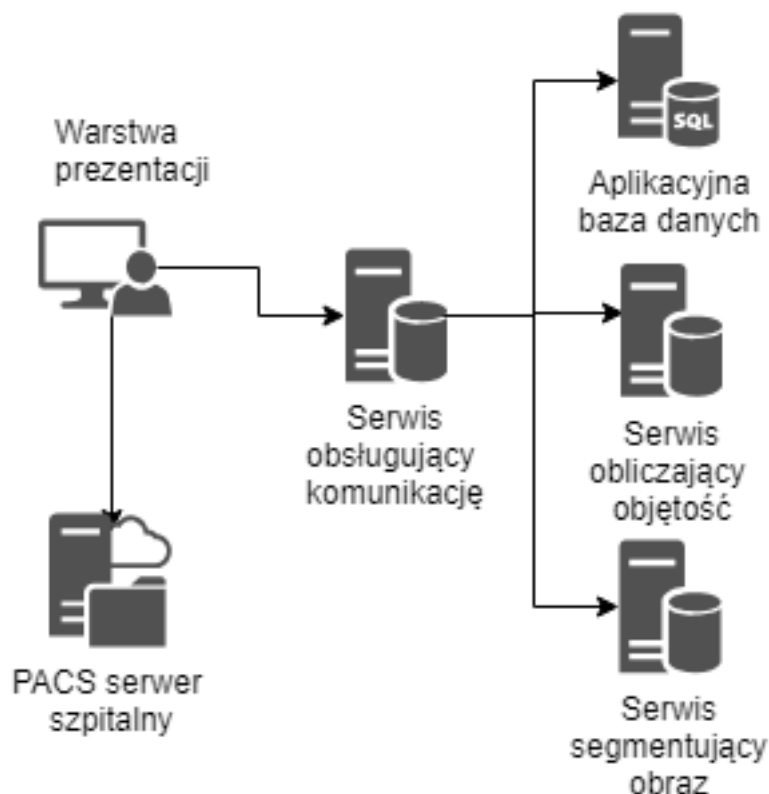 Warstwa
prezentacji
SQL
Aplikacyjna
baza danych
Serwis
obsługujący
komunikację
Serwis
obliczający
objętość
PACS serwer
szpitalny
Serwis
segmentujący
obraz